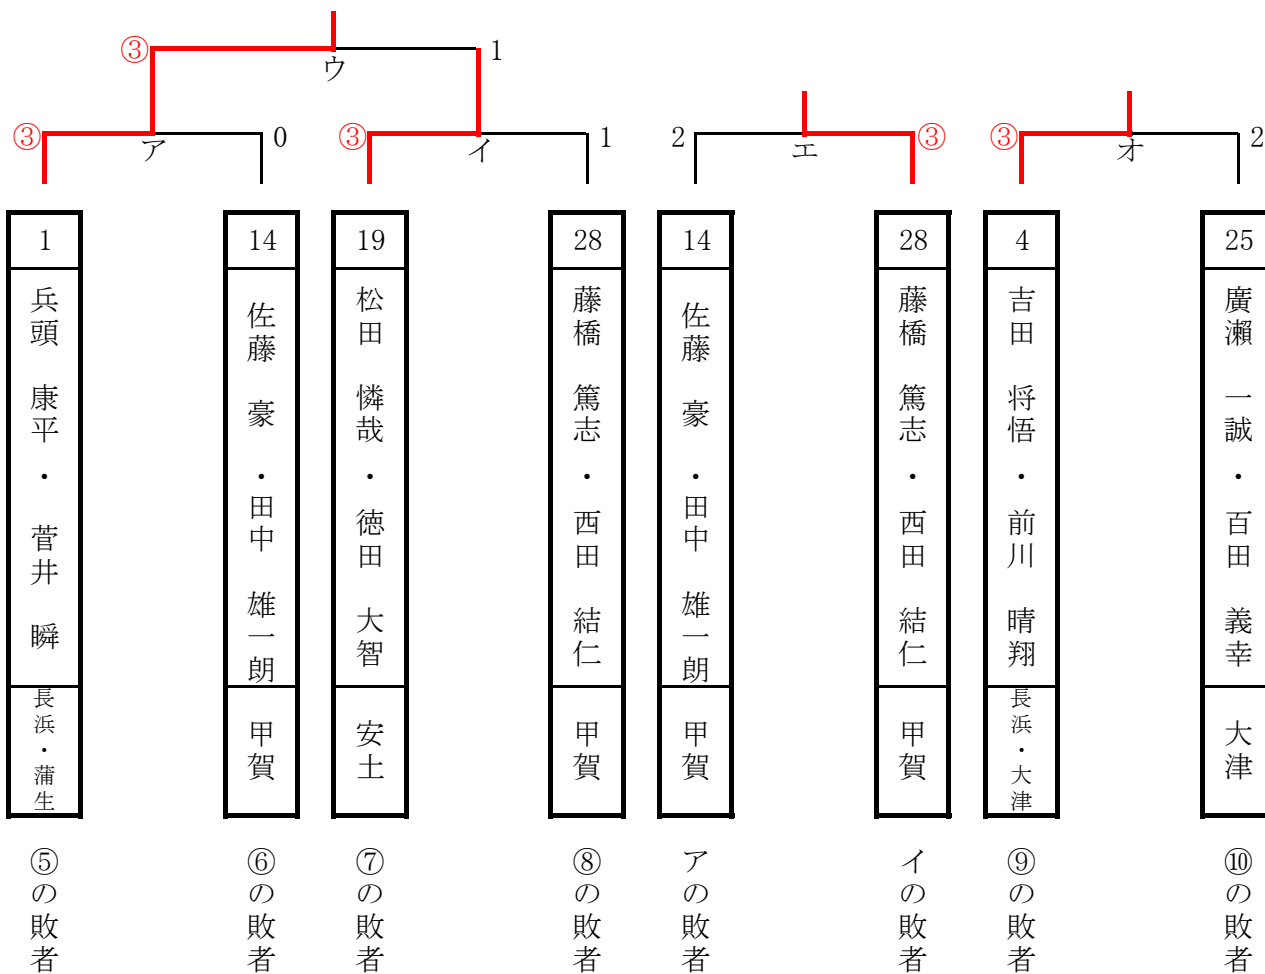 ③ 1
ウ
③ 0 ③ 1 2 ③ ③ 2
ア イ エ オ
1 14 19 28 14 28 4 25
兵頭 康平 ・ 菅井 瞬
佐藤 豪 ・田中 雄一朗
松田 憐哉・徳田 大智
藤橋 篤志・西田 結仁
佐藤 豪 ・田中 雄一朗
藤橋 篤志・西田 結仁
吉田 将悟・前川 晴翔
廣瀨 一誠・百田 義幸
長浜・蒲生
甲賀
安土
甲賀
甲賀
甲賀
長浜・大津
大津
⑤の敗者
⑥の敗者
⑦の敗者
⑧の敗者
アの敗者
イの敗者
⑨の敗者
⑩の敗者